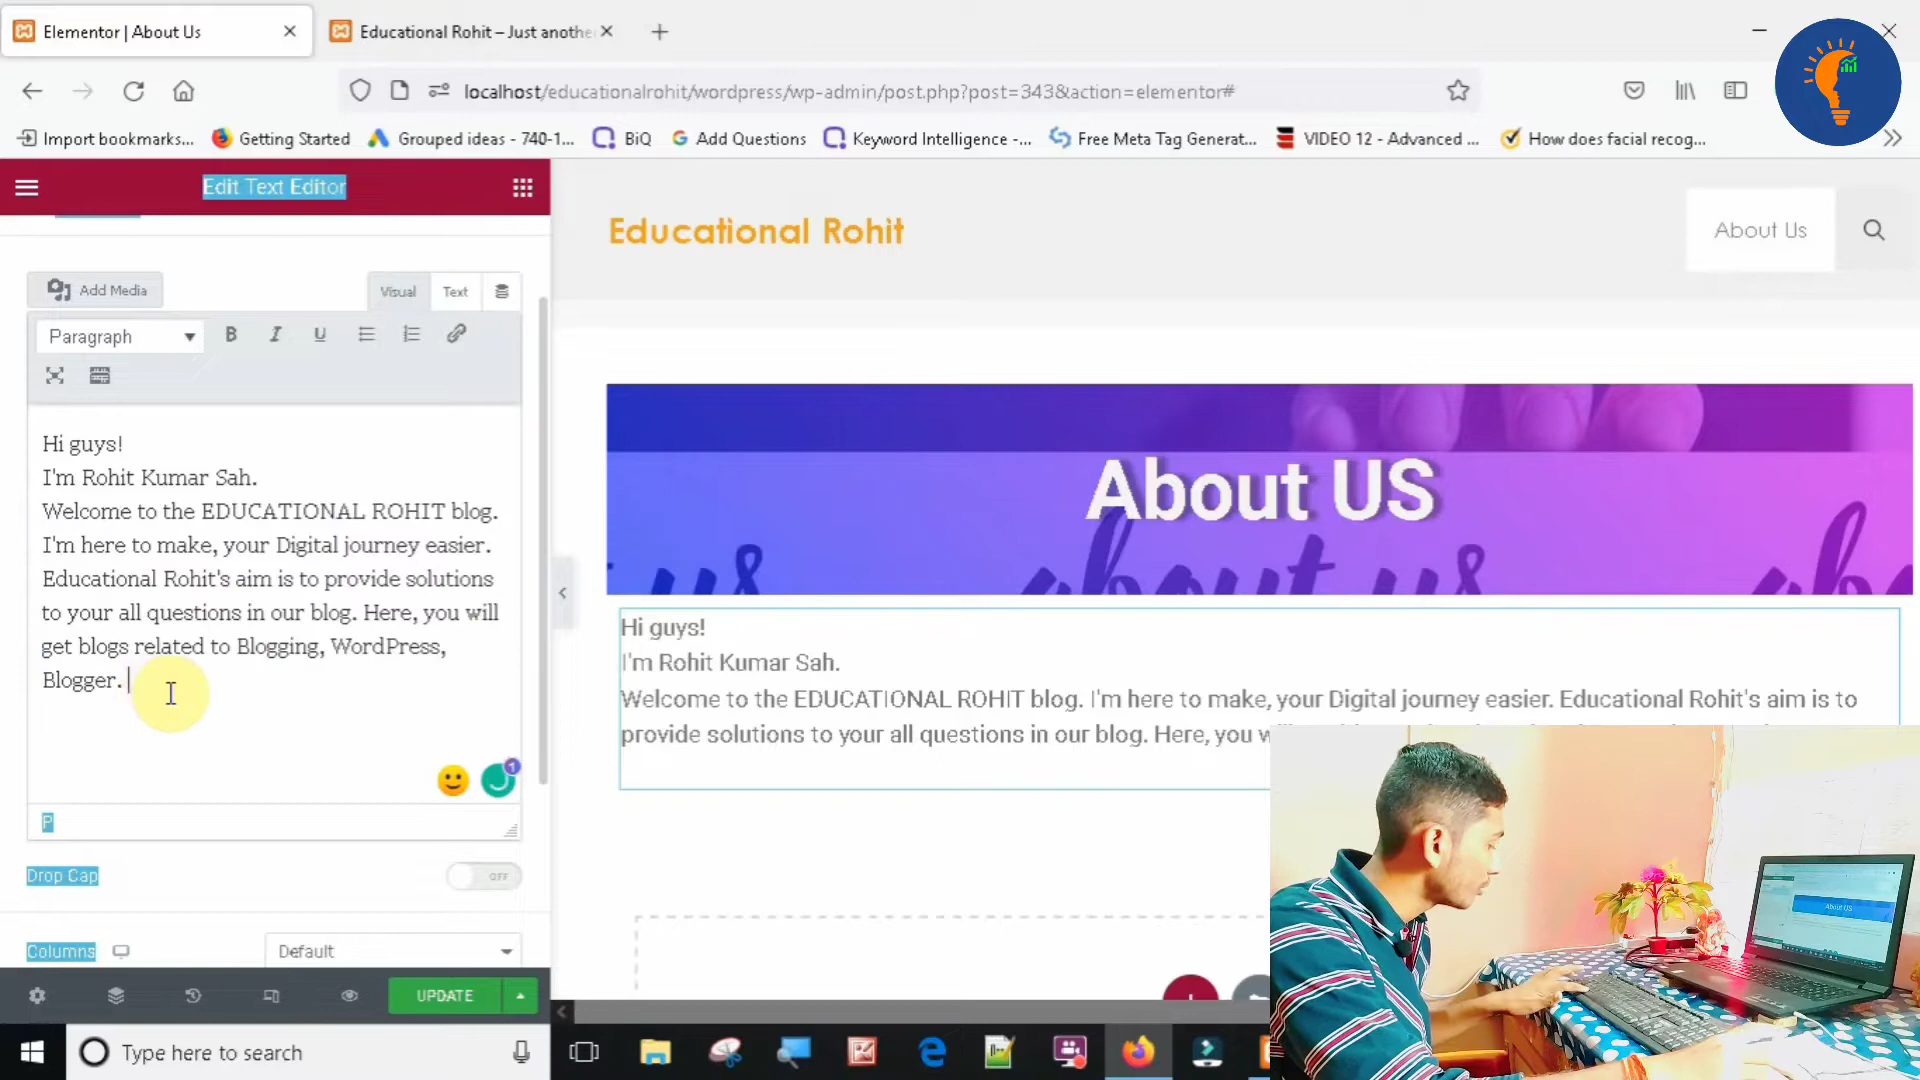 Elementor | About Us
Educational Rohit – Just anothe
localhost/educationalrohit/wordpress/wp-admin/post.php?post=343&action=elementor#
Import bookmarks...
Getting Started
Grouped ideas - 740-1...
BiQ
Add Questions
Keyword Intelligence -...
Free Meta Tag Generat...
VIDEO 12 - Advanced ...
How does facial recog...
Edit Text Editor
Educational Rohit
About Us
Add Media
Visual
Text
Paragraph
B
I
U
Hi guys!
I'm Rohit Kumar Sah.
Welcome to the EDUCATIONAL ROHIT blog.
I'm here to make, your Digital journey easier.
Educational Rohit's aim is to provide solutions
to your all questions in our blog. Here, you will
get blogs related to Blogging, WordPress,
Blogger.
1
P
Drop Cap
OFF
Columns
Default
UPDATE
About US
us
about us
ab
Hi guys!
I'm Rohit Kumar Sah.
Welcome to the EDUCATIONAL ROHIT blog. I'm here to make, your Digital journey easier. Educational Rohit's aim is to
provide solutions to your all questions in our blog. Here, you w
About US
Type here to search